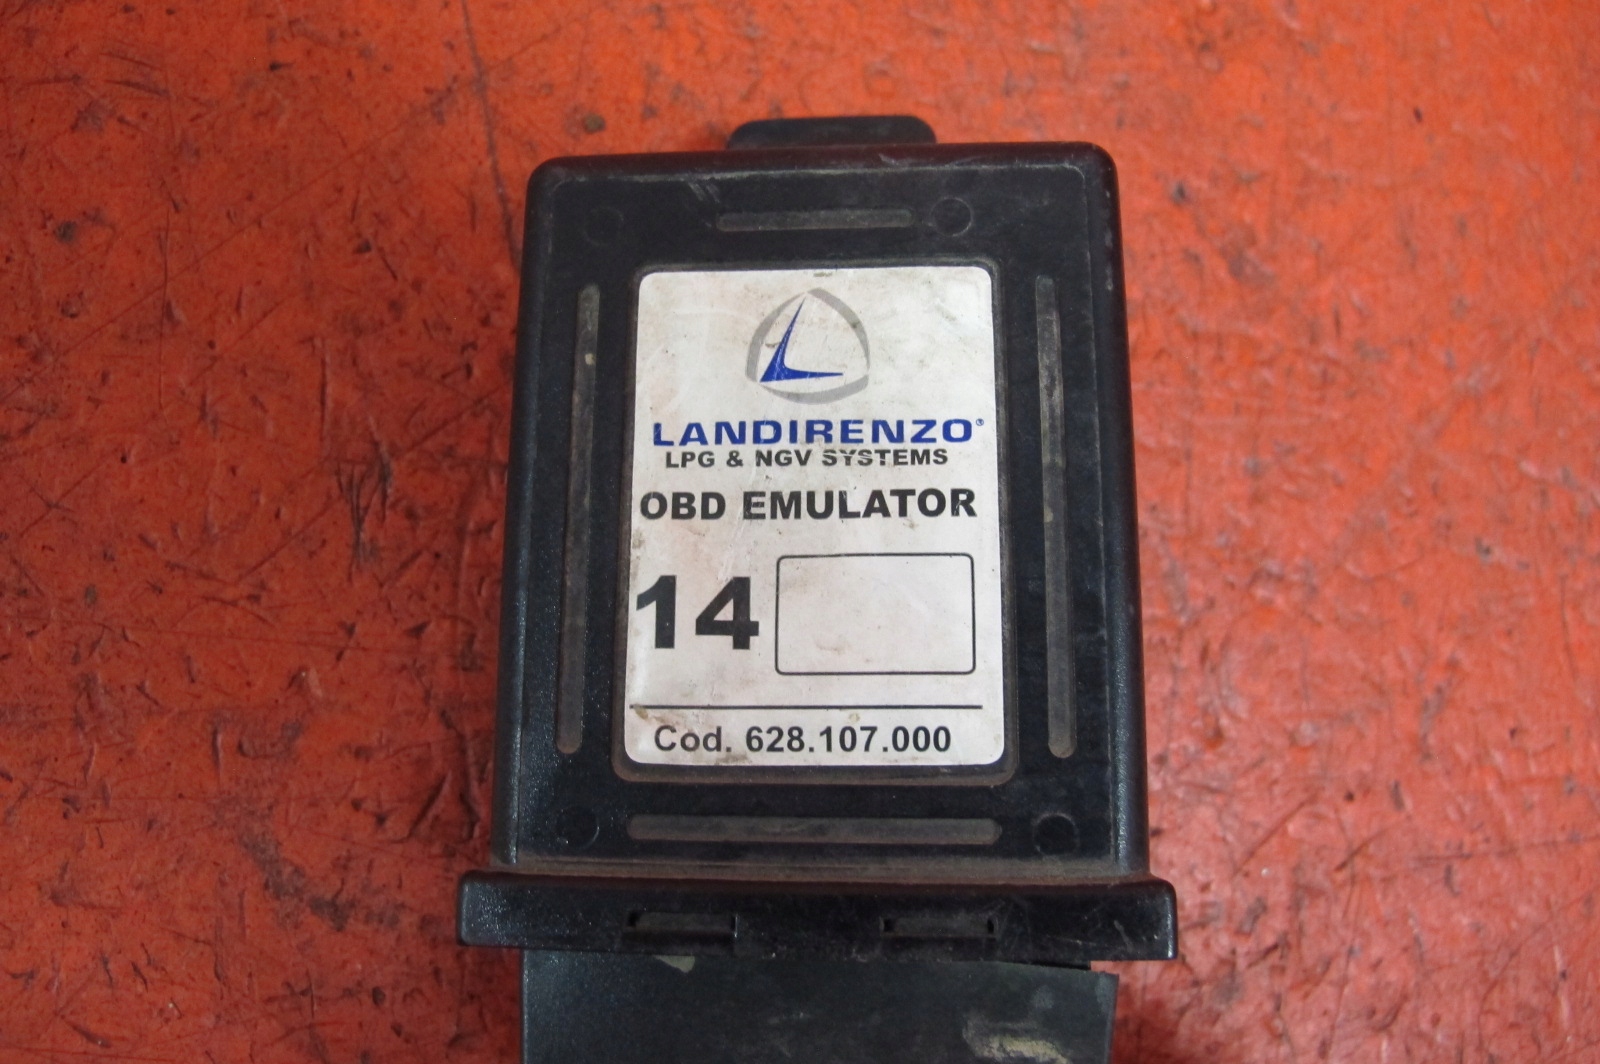 LANDIRENZO®
LPG & NGV SYSTEMS
OBD EMULATOR
14
Cod. 628.107.000